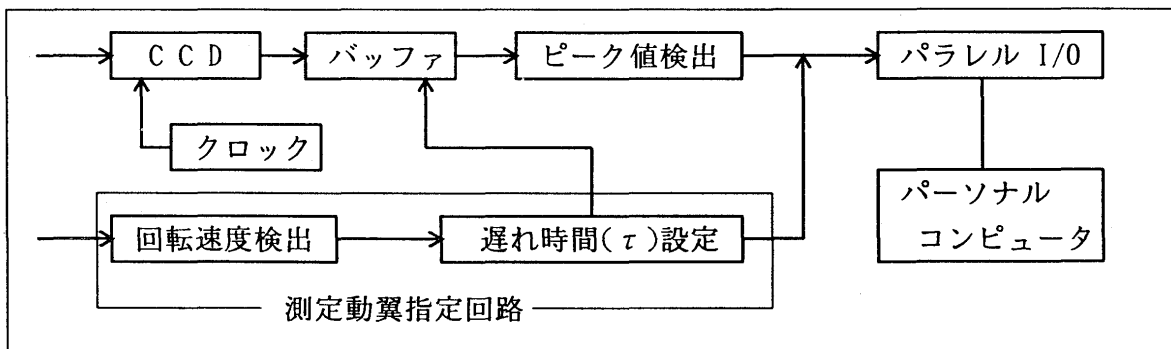 CCD
バッファ
ピーク値検出
パラレル I/O
クロック
パーソナル
コンピュータ
回転速度検出
遅れ時間(τ)設定
測定動翼指定回路